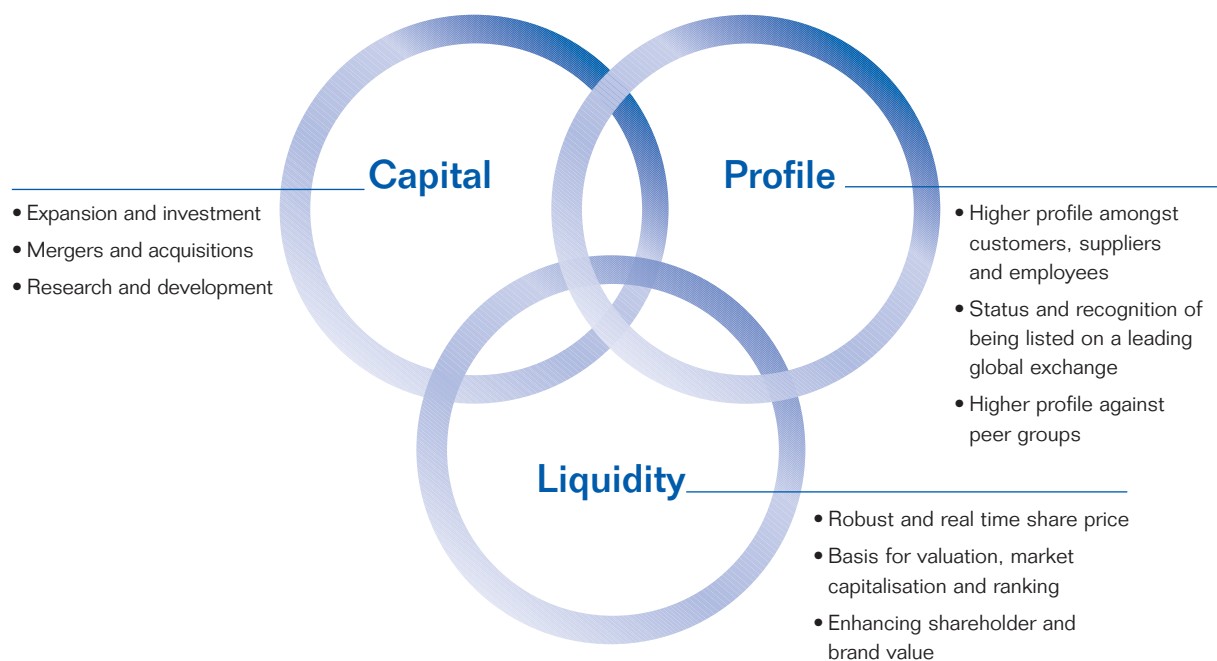 Capital
• Expansion and investment
• Mergers and acquisitions
• Research and development
Profile
• Higher profile amongst
customers, suppliers
and employees
• Status and recognition of
being listed on a leading
global exchange
• Higher profile against
peer groups
Liquidity
• Robust and real time share price
• Basis for valuation, market
capitalisation and ranking
• Enhancing shareholder and
brand value